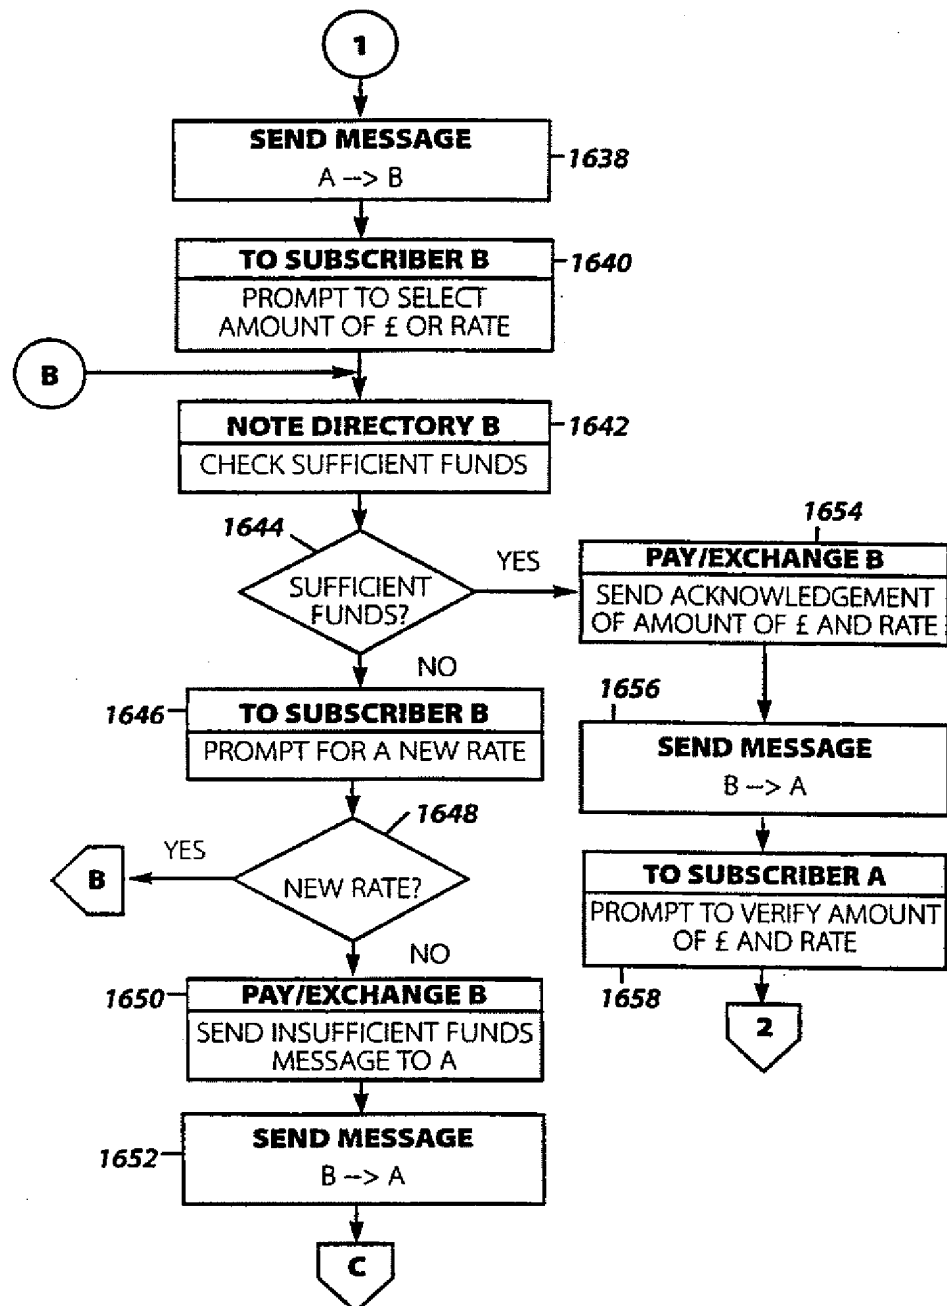 1
SEND MESSAGE
A --> B
1638
TO SUBSCRIBER B
1640
PROMPT TO SELECT
AMOUNT OF £ OR RATE
B
NOTE DIRECTORY B
1642
CHECK SUFFICIENT FUNDS
1644
SUFFICIENT
FUNDS?
YES
NO
1646
TO SUBSCRIBER B
PROMPT FOR A NEW RATE
1648
NEW RATE?
YES
B
NO
1650
PAY/EXCHANGE B
SEND INSUFFICIENT FUNDS
MESSAGE TO A
1652
SEND MESSAGE
B --> A
C
1654
PAY/EXCHANGE B
SEND ACKNOWLEDGEMENT
OF AMOUNT OF £ AND RATE
1656
SEND MESSAGE
B --> A
TO SUBSCRIBER A
PROMPT TO VERIFY AMOUNT
OF £ AND RATE
1658
2